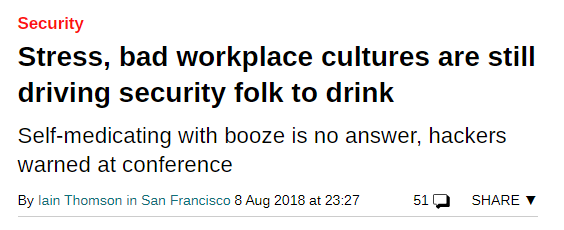 Security
Stress, bad workplace cultures are still
driving security folk to drink
Self-medicating with booze is no answer, hackers
warned at conference
By Iain Thomson in San Francisco 8 Aug 2018 at 23:27 51 SHARE ▼